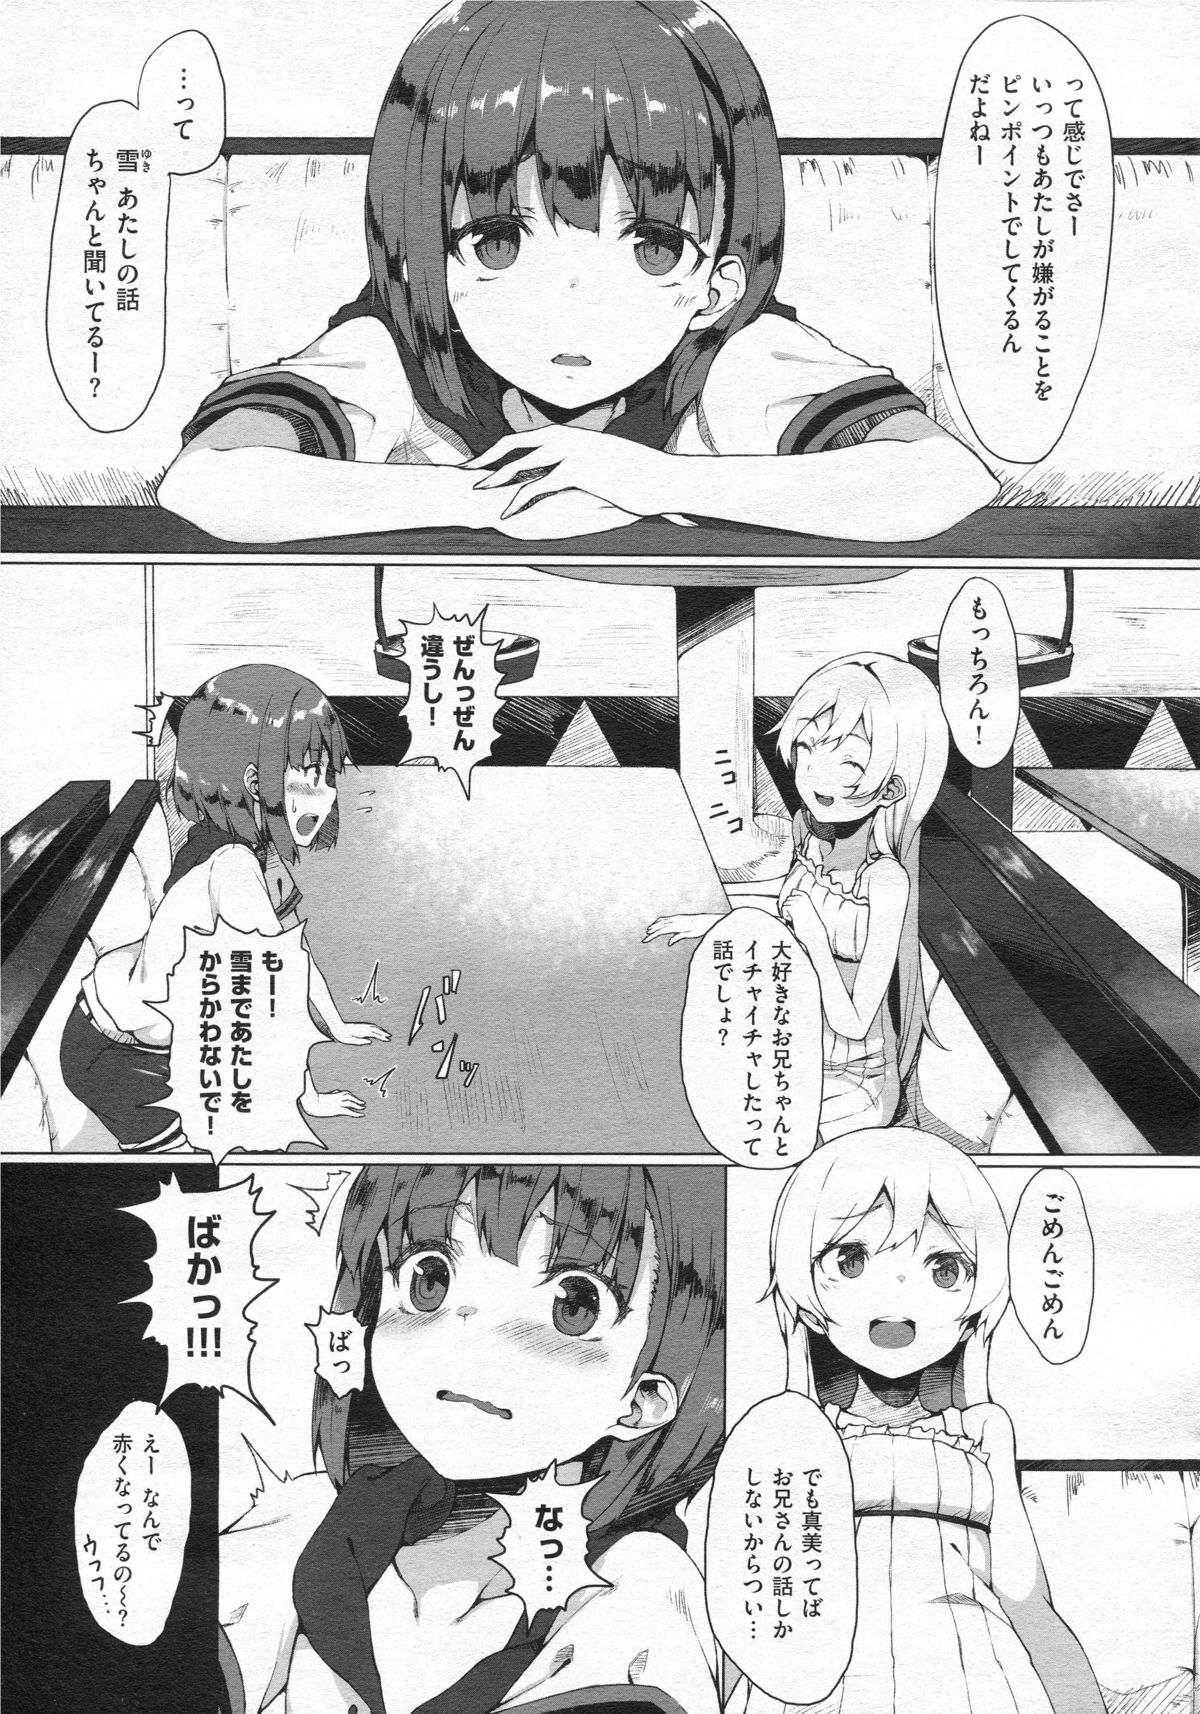 って感じでさー
いっつもあたしが嫌がることを
ピンポイントでしてくるん
だよねー
…って
雪 あたしの話
ゆき
ちゃんと聞いてるー？
もっちろん！
ニコ
ニコ
大好きなお兄ちゃんと
イチャイチャしたって
話でしょ？
ぜんっぜん
違うし！
バンッ
もー！
雪まであたしを
からかわないで！
ごめんごめん
でも真美ってば
お兄さんの話しか
しないからつい…
なっ…
ばっ
ばかっ!!!
えー なんで
赤くなってるの～？
ウフフ…